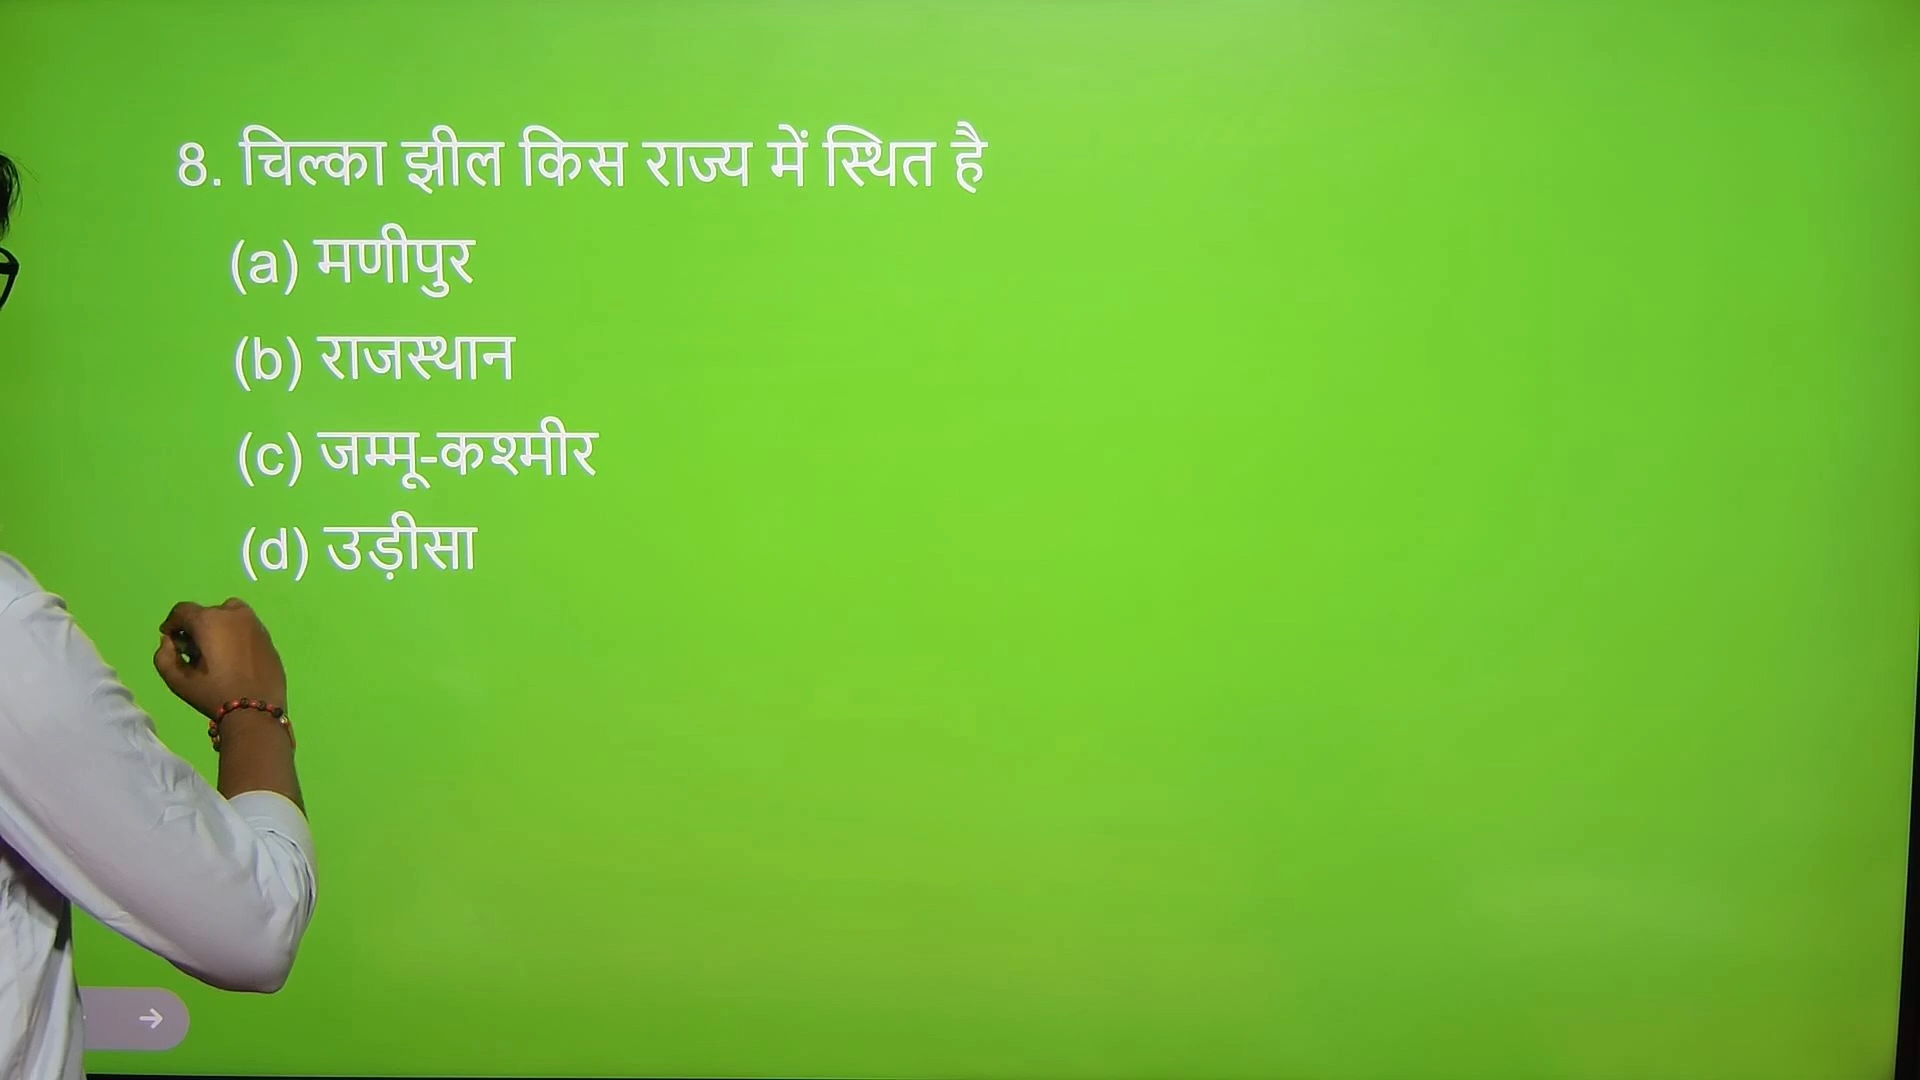 8. चिल्का झील किस राज्य में स्थित है
(a) मणीपुर
(b) राजस्थान
(c) जम्मू-कश्मीर
(d) उड़ीसा